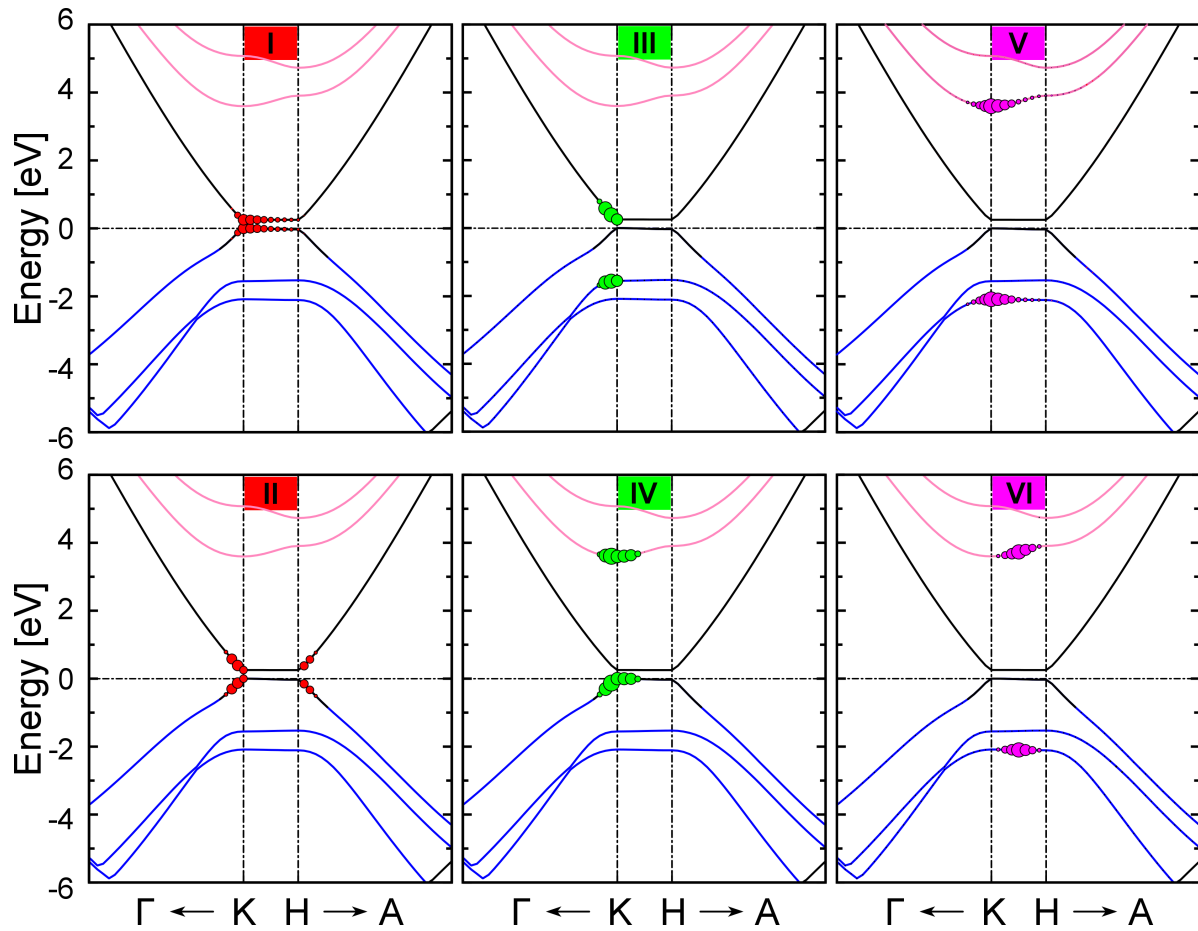 I III V
6
4
2
0
-2
-4
-6
Energy [eV]
II IV VI
6
4
2
0
-2
-4
-6
Energy [eV]
Γ ← K H → A Γ ← K H → A Γ ← K H → A